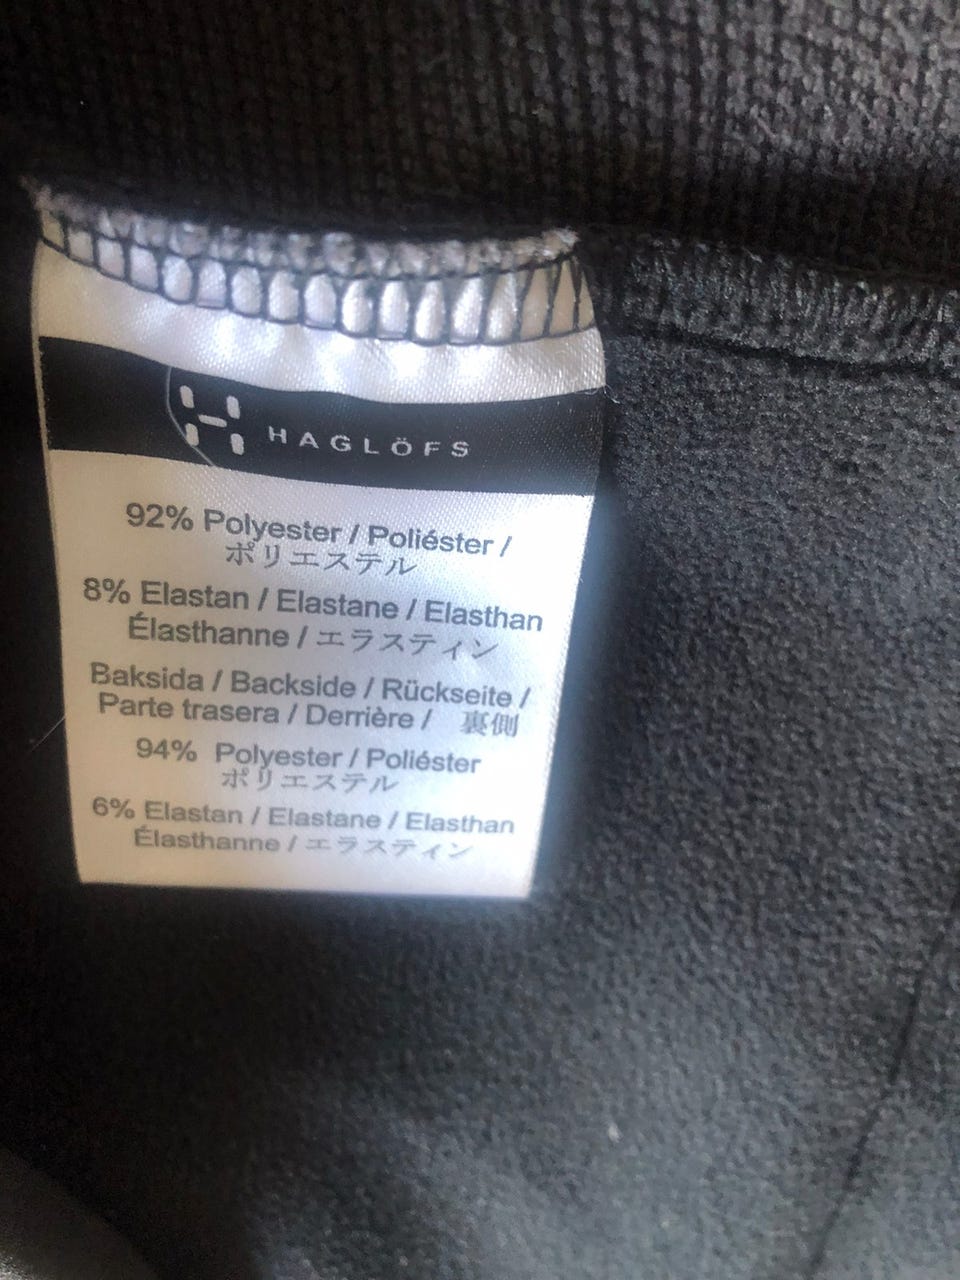 HAGLÖFS
92% Polyester / Poliéster /
ポリエステル
8% Elastan / Elastane / Elasthan
Élasthanne / エラスティン
Baksida / Backside / Rückseite /
Parte trasera / Derrière / 裏側
94% Polyester / Poliéster
ポリエステル
6% Elastan / Elastane / Elasthan
Élasthanne / エラスティン